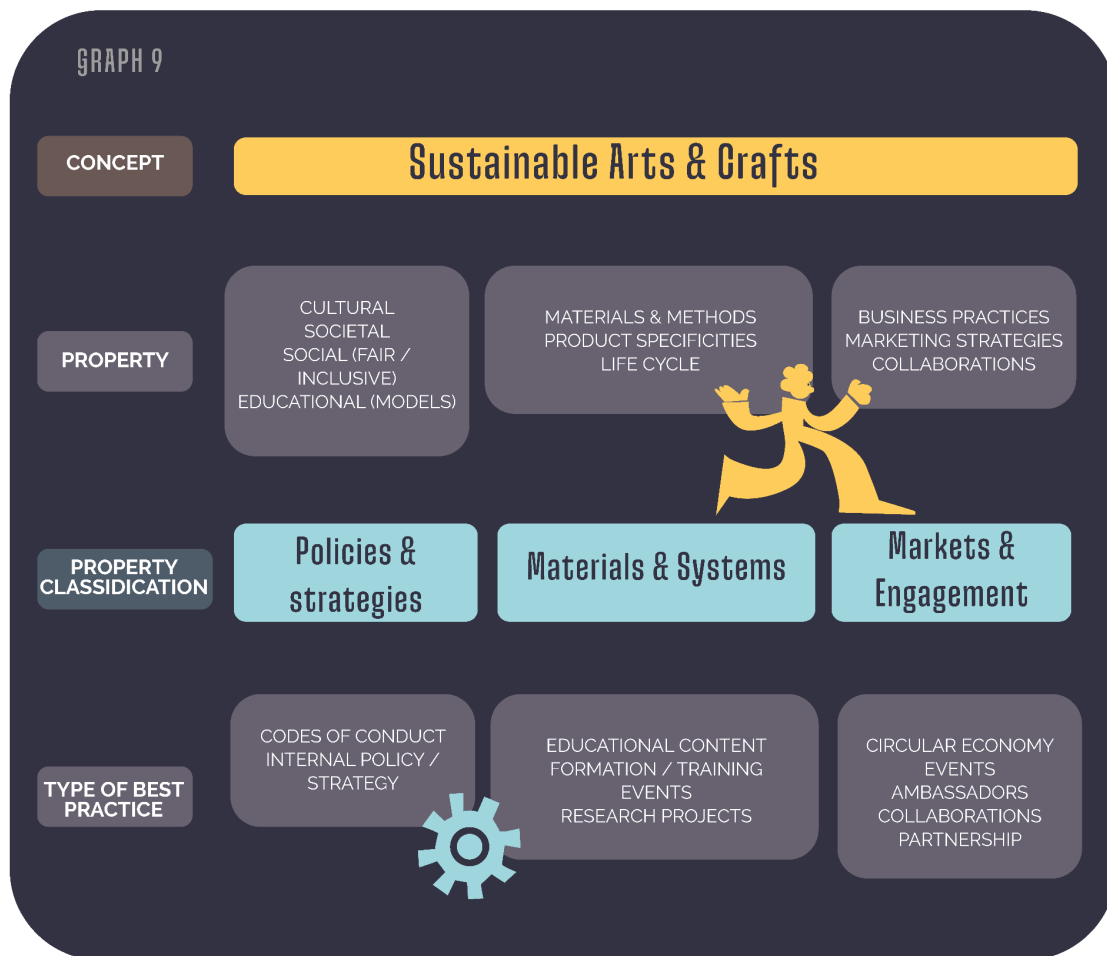 GRAPH 9
CONCEPT
Sustainable Arts & Crafts
PROPERTY
CULTURAL
SOCIETAL
SOCIAL (FAIR /
INCLUSIVE)
EDUCATIONAL (MODELS)
MATERIALS & METHODS
PRODUCT SPECIFICITIES
LIFE CYCLE
BUSINESS PRACTICES
MARKETING STRATEGIES
COLLABORATIONS
PROPERTY
CLASSIDICATION
Policies &
strategies
Materials & Systems
Markets &
Engagement
TYPE OF BEST
PRACTICE
CODES OF CONDUCT
INTERNAL POLICY /
STRATEGY
EDUCATIONAL CONTENT
FORMATION / TRAINING
EVENTS
RESEARCH PROJECTS
CIRCULAR ECONOMY
EVENTS
AMBASSADORS
COLLABORATIONS
PARTNERSHIP